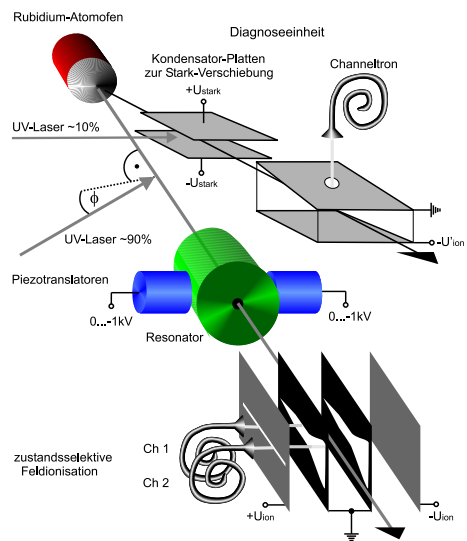 Rubidium-Atomofen
Diagnoseeinheit
Kondensator-Platten
zur Stark-Verschiebung
Channeltron
+Ustark
UV-Laser ~10%
-Ustark
ϕ
-U'ion
UV-Laser ~90%
Piezotranslatoren
0...-1kV
0...-1kV
Resonator
Ch 1
zustandsselektive
Feldionisation
Ch 2
+Uion
-Uion